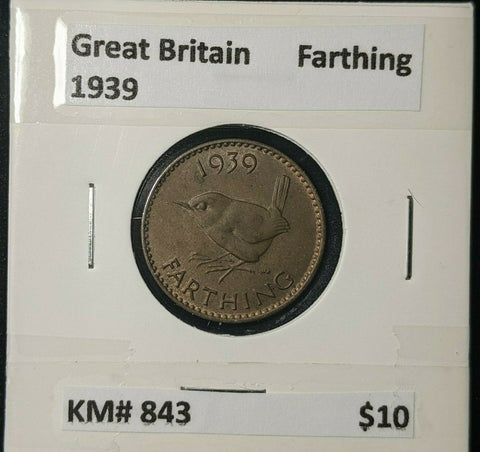 Great Britain Farthing
1939
1939
FARTHING
KM# 843 $10